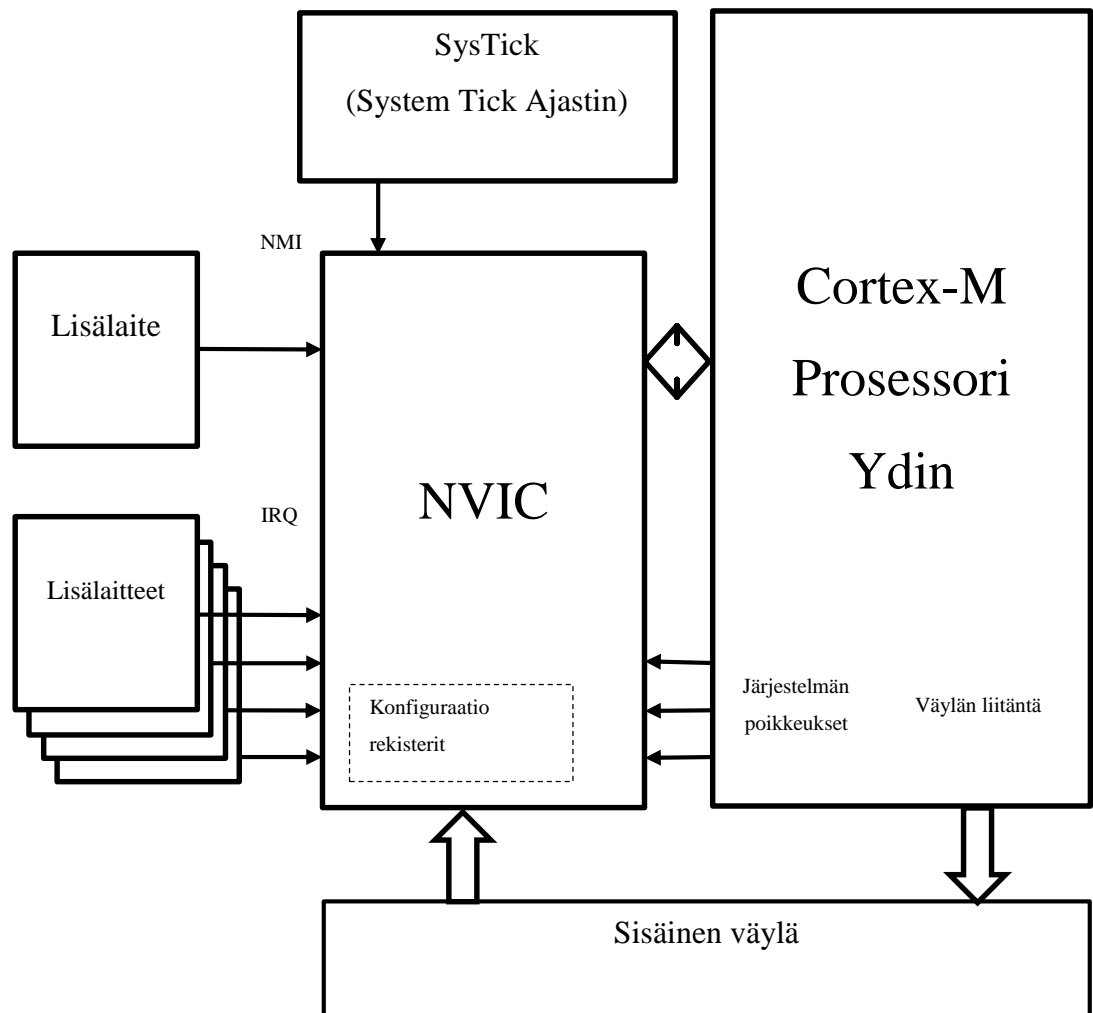 SysTick
(System Tick Ajastin)
NMI
Lisälaite
Cortex-M
Prosessori
Ydin
NVIC
IRQ
Lisälaitteet
Konfiguraatio
rekisterit
Järjestelmän
poikkeukset
Väylän liitäntä
Sisäinen väylä